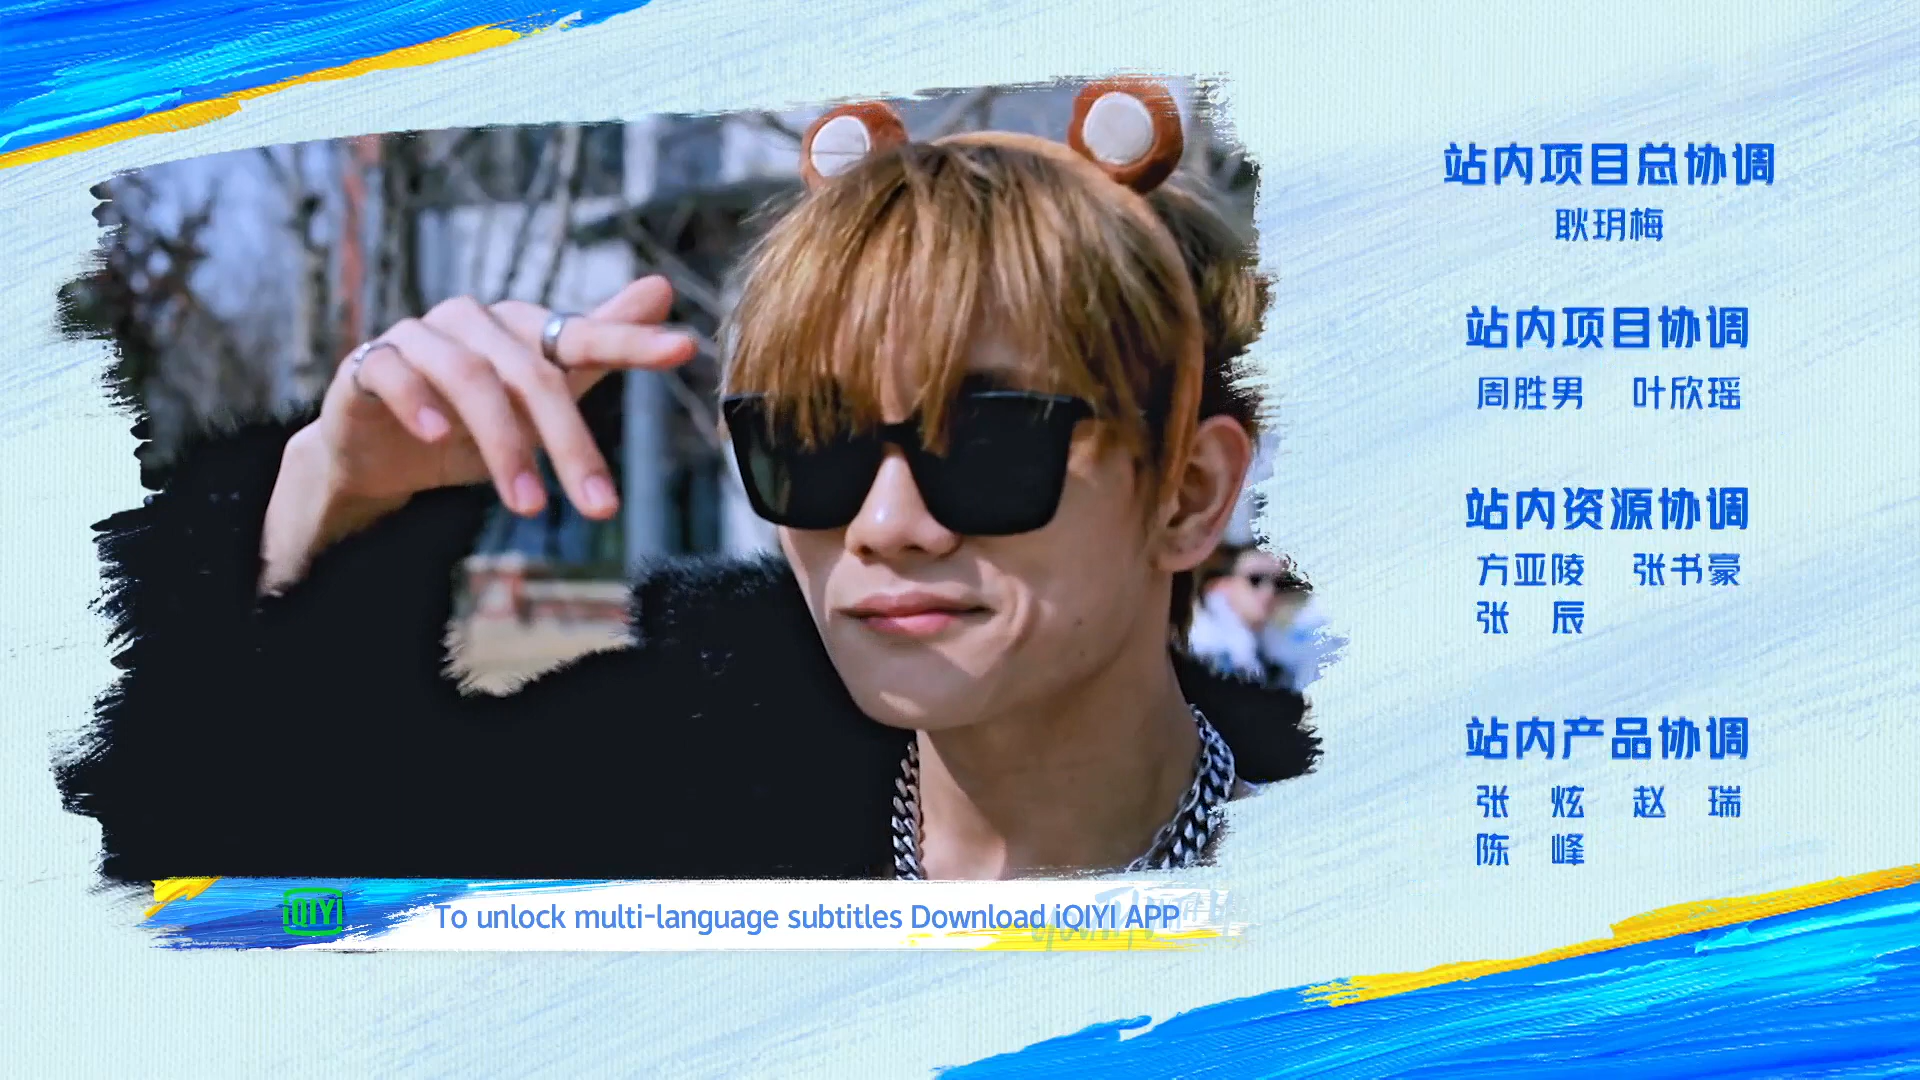 站内项目总协调
耿玥梅
站内项目协调
周胜男 叶欣瑶
站内资源协调
方亚陵 张书豪
张 辰
站内产品协调
张 炫 赵 瑞
陈 峰
iQIYI
To unlock multi-language subtitles Download iQIYI APP